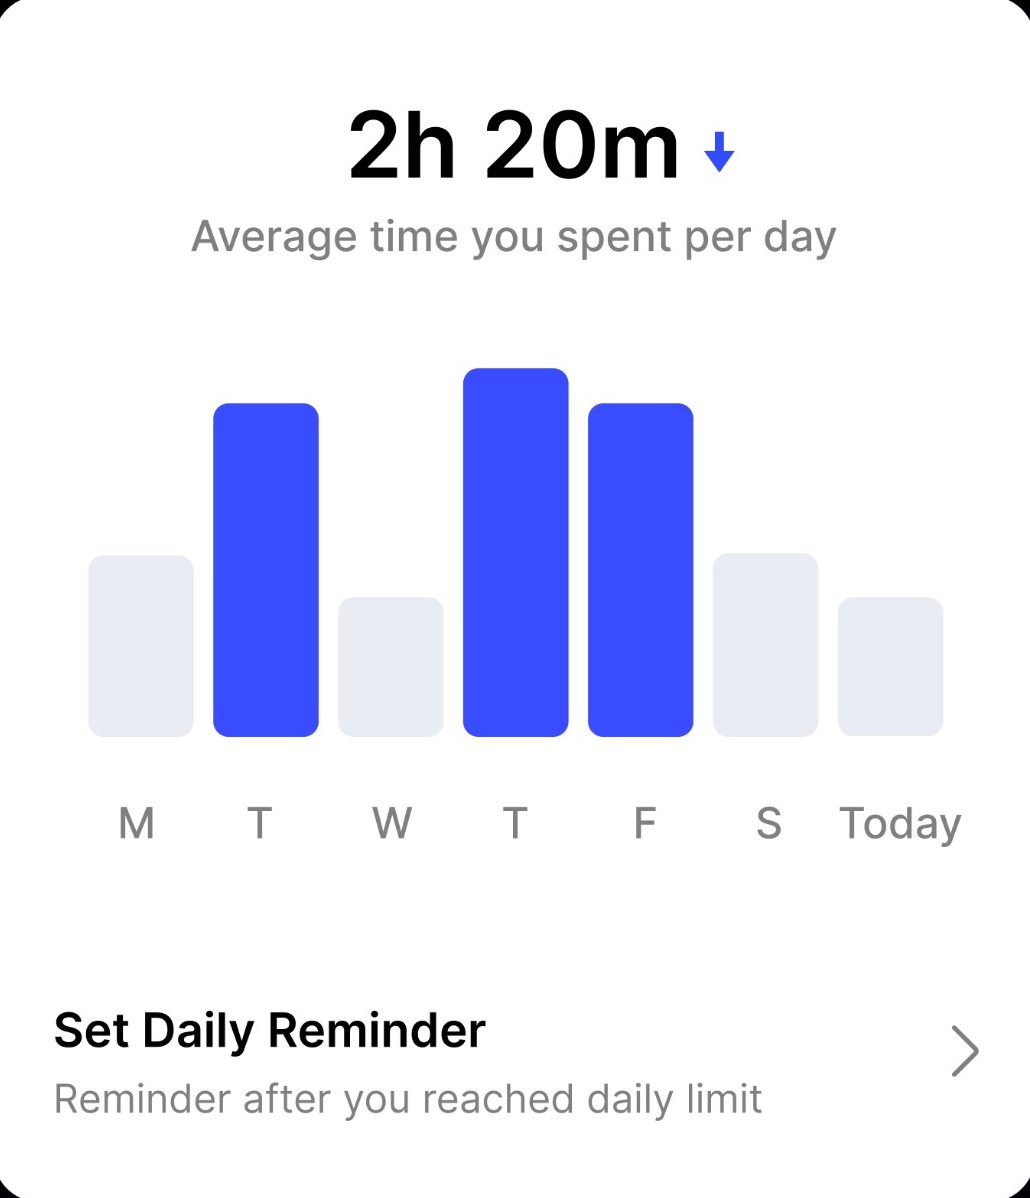 2h 20m
Average time you spent per day
M T W T F S Today
Set Daily Reminder
Reminder after you reached daily limit